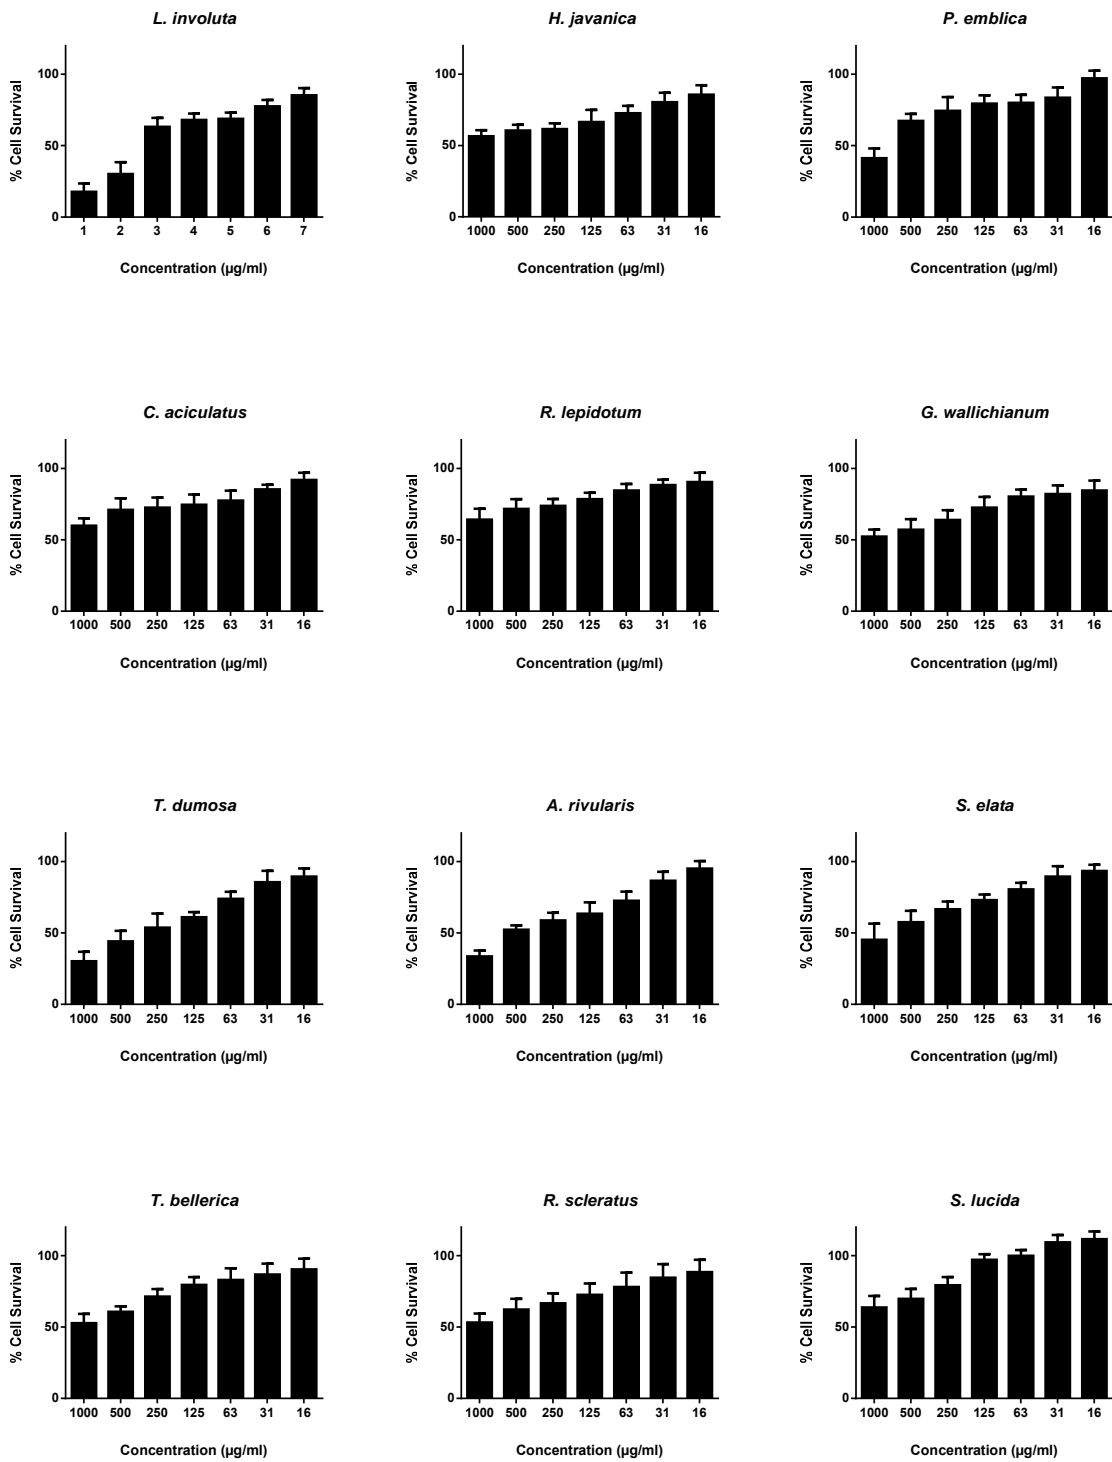 L. involuta
% Cell Survival
100
50
0
1 2 3 4 5 6 7
Concentration (µg/ml)
H. javanica
% Cell Survival
100
50
0
1000 500 250 125 63 31 16
Concentration (µg/ml)
P. emblica
% Cell Survival
100
50
0
1000 500 250 125 63 31 16
Concentration (µg/ml)
C. aciculatus
% Cell Survival
100
50
0
1000 500 250 125 63 31 16
Concentration (µg/ml)
R. lepidotum
% Cell Survival
100
50
0
1000 500 250 125 63 31 16
Concentration (µg/ml)
G. wallichianum
% Cell Survival
100
50
0
1000 500 250 125 63 31 16
Concentration (µg/ml)
T. dumosa
% Cell Survival
100
50
0
1000 500 250 125 63 31 16
Concentration (µg/ml)
A. rivularis
% Cell Survival
100
50
0
1000 500 250 125 63 31 16
Concentration (µg/ml)
S. elata
% Cell Survival
100
50
0
1000 500 250 125 63 31 16
Concentration (µg/ml)
T. bellerica
% Cell Survival
100
50
0
1000 500 250 125 63 31 16
Concentration (µg/ml)
R. scleratus
% Cell Survival
100
50
0
1000 500 250 125 63 31 16
Concentration (µg/ml)
S. lucida
% Cell Survival
100
50
0
1000 500 250 125 63 31 16
Concentration (µg/ml)